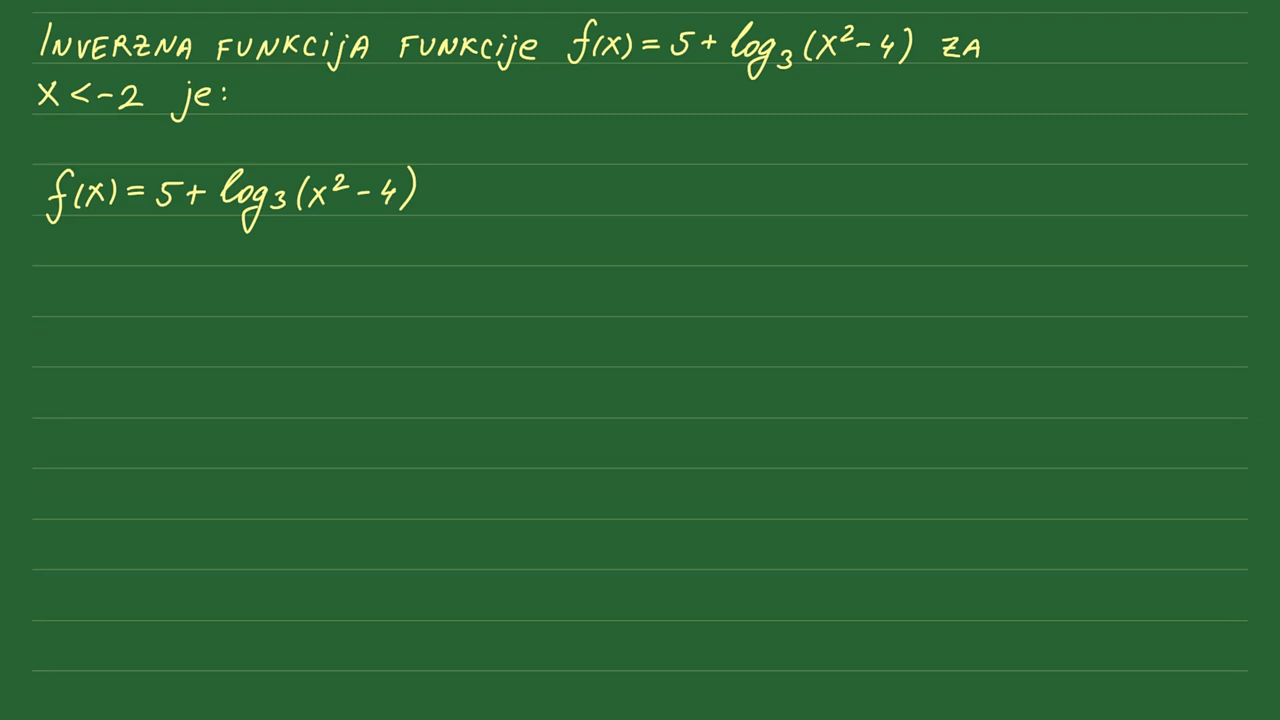 INVERZNA FUNKCIJA FUNKCIJE f(x) = 5 + log₃(x² - 4) ZA
x < -2 je:
f(x) = 5 + log₃(x² - 4)